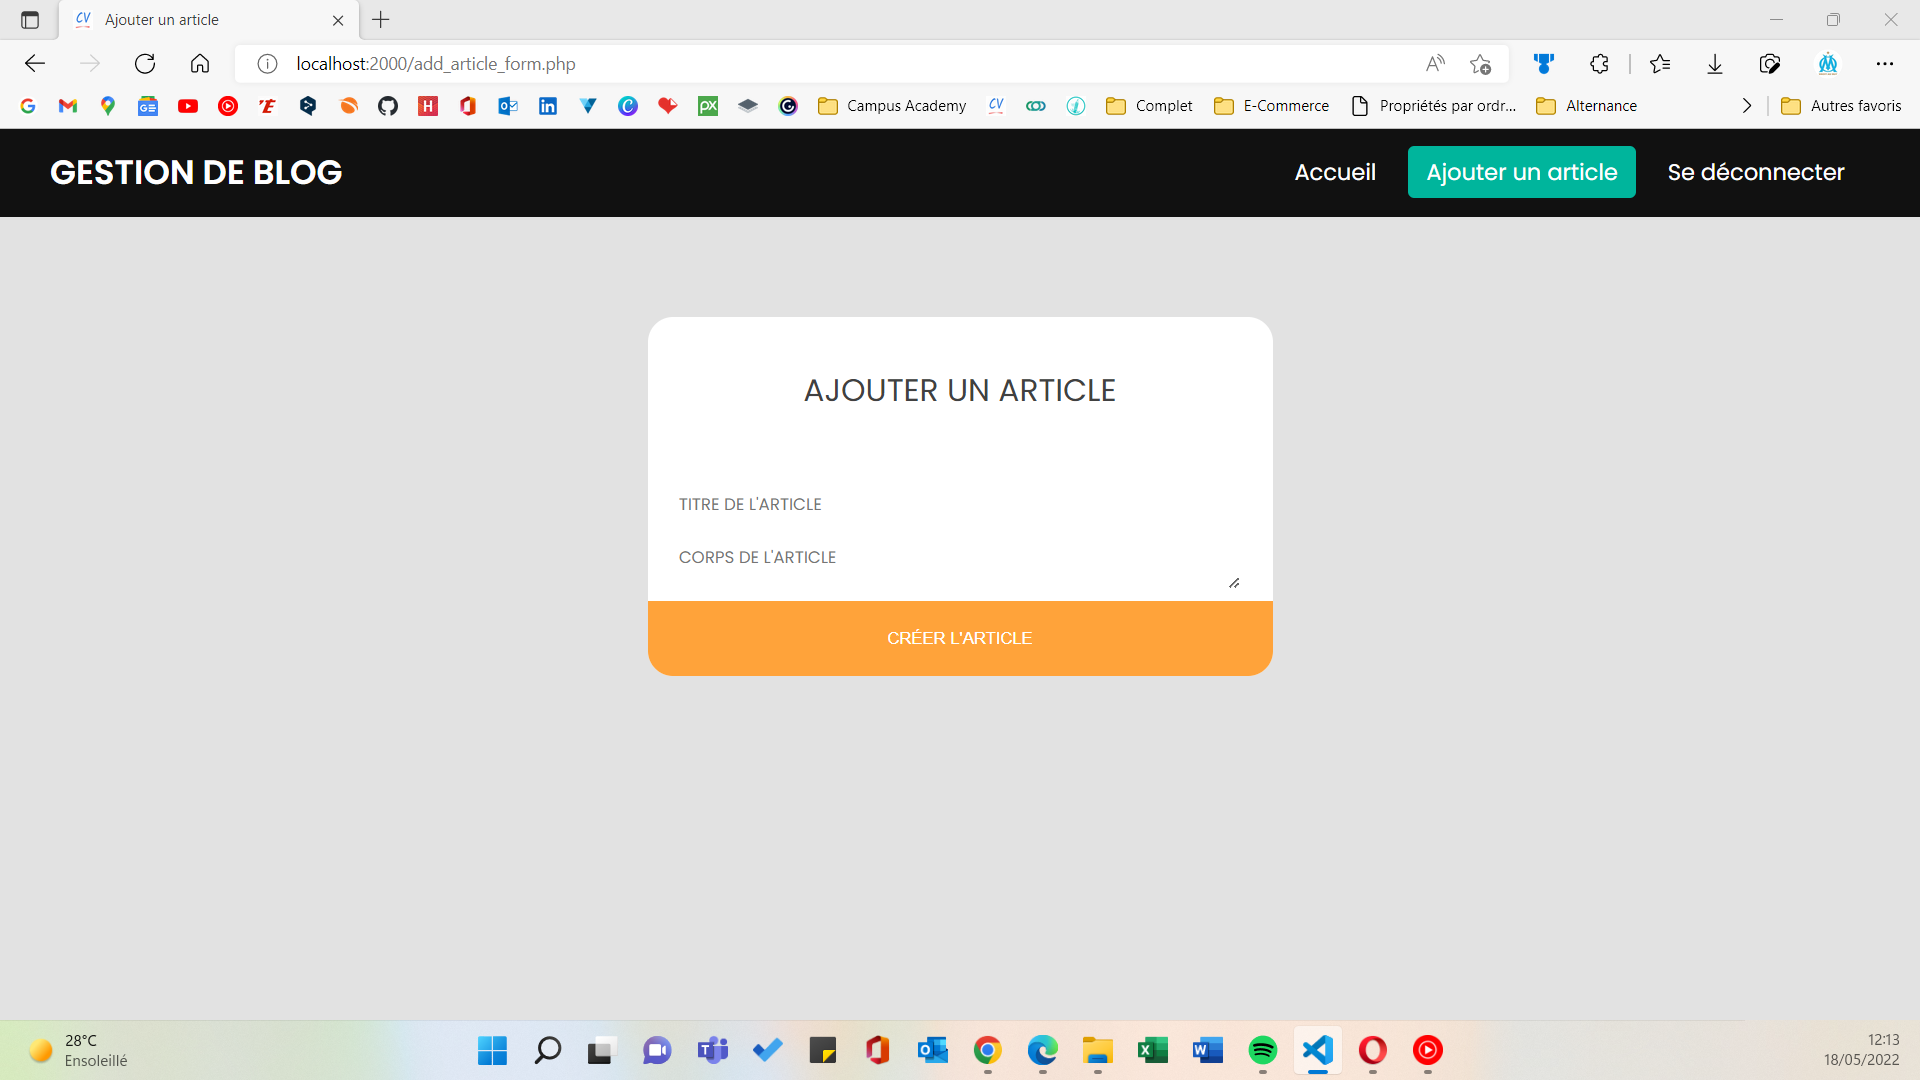 Ajouter un article
localhost:2000/add_article_form.php
Campus Academy
Complet
E-Commerce
Propriétés par ordr...
Alternance
Autres favoris
GESTION DE BLOG
Accueil
Ajouter un article
Se déconnecter
AJOUTER UN ARTICLE
TITRE DE L'ARTICLE
CORPS DE L'ARTICLE
CRÉER L'ARTICLE
28°C
Ensoleillé
12:13
18/05/2022